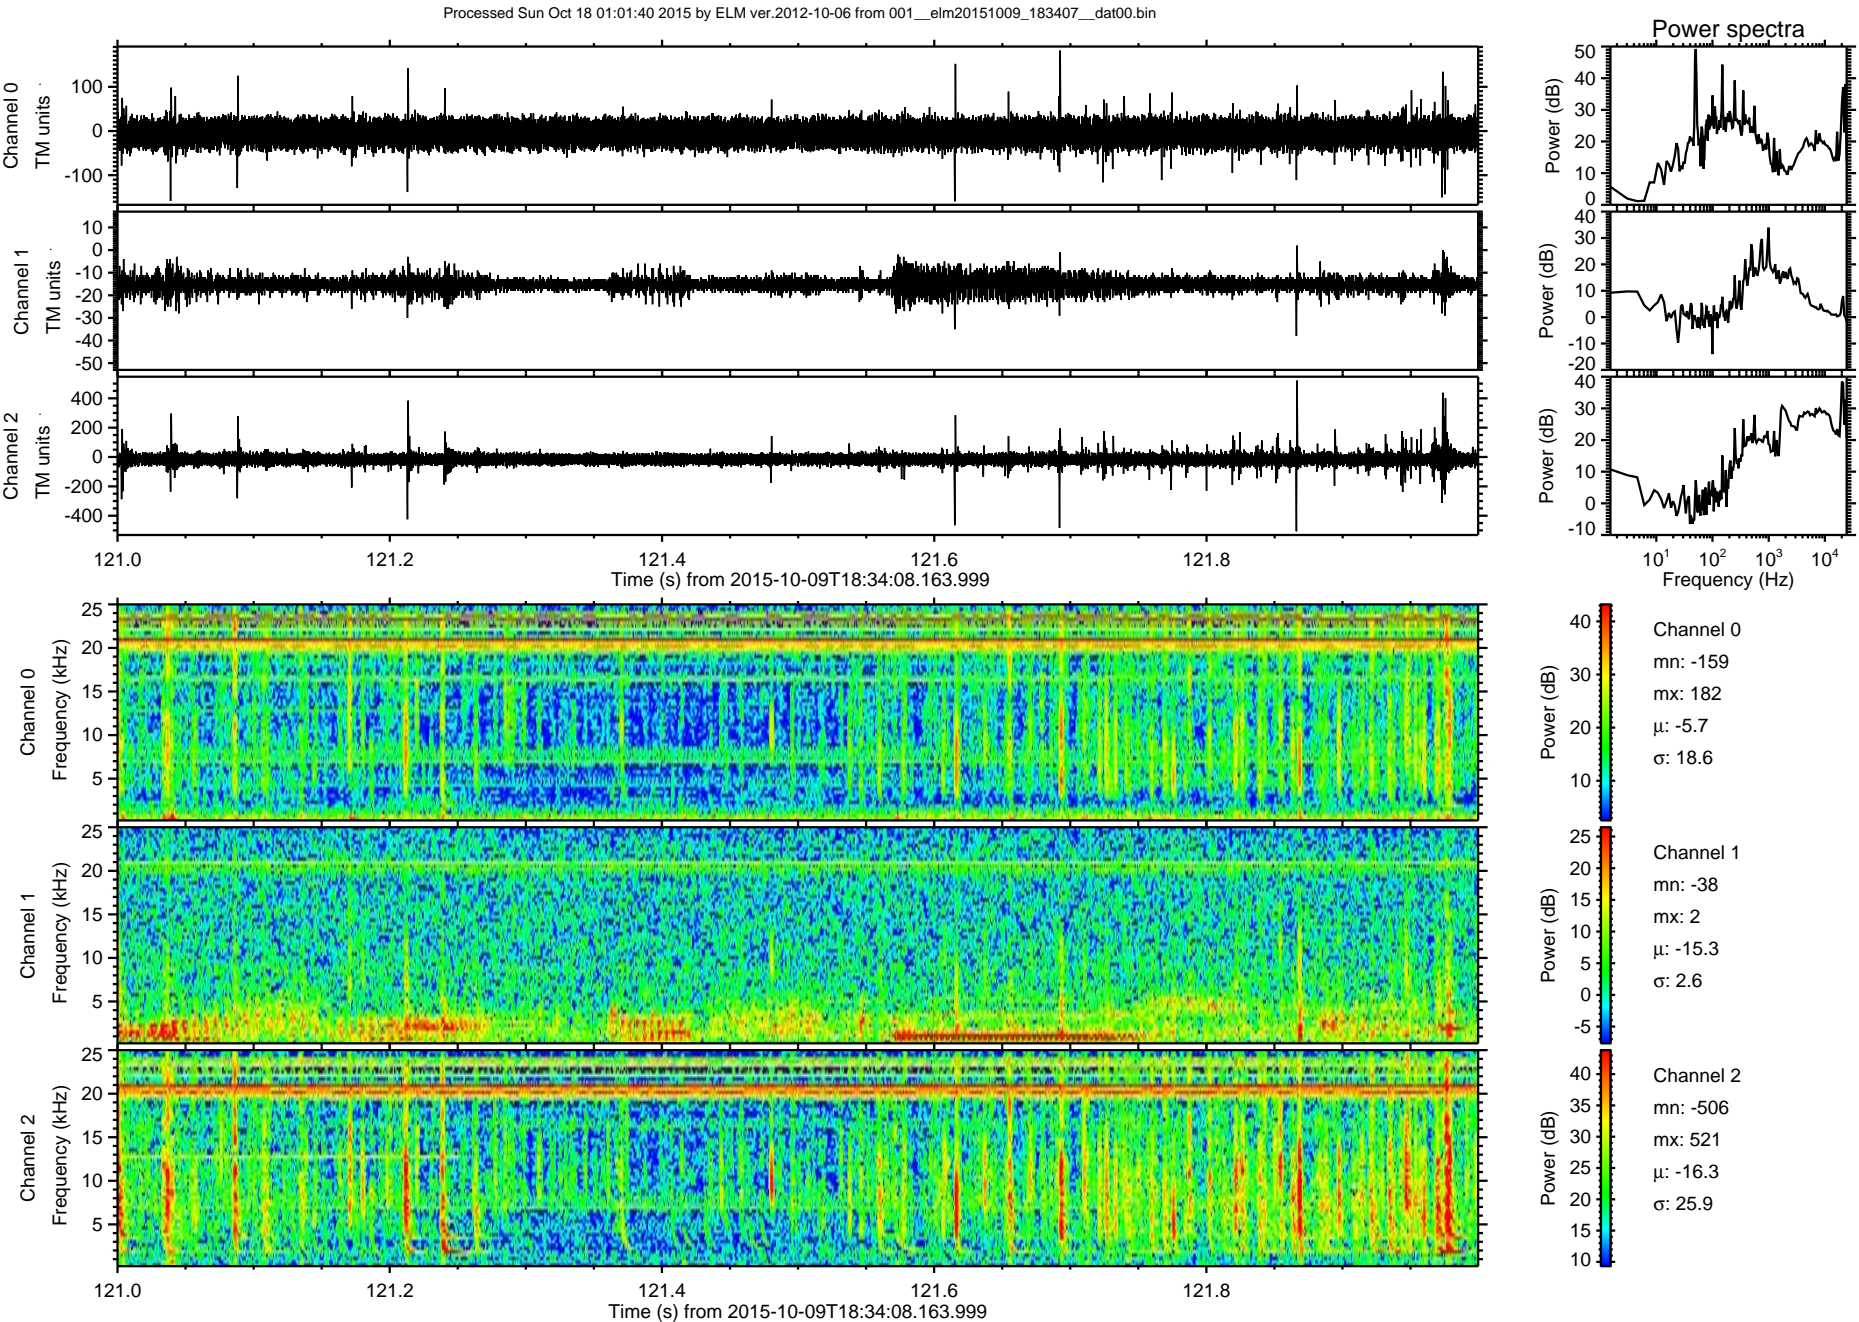 Processed Sun Oct 18 01:01:40 2015 by ELM ver.2012-10-06 from 001__elm20151009_183407__dat00.bin
Power spectra
Channel 0
TM units
100
0
-100
Power (dB)
50
40
30
20
10
0
Channel 1
TM units
10
0
-10
-20
-30
-40
-50
Power (dB)
40
30
20
10
0
-10
-20
Channel 2
TM units
400
200
0
-200
-400
Power (dB)
40
30
20
10
0
-10
121.0 121.2 121.4 121.6 121.8
Time (s) from 2015-10-09T18:34:08.163.999
10^1 10^2 10^3 10^4
Frequency (Hz)
Channel 0
Frequency (kHz)
25
20
15
10
5
Power (dB)
40
30
20
10
Channel 0
mn: -159
mx: 182
μ: -5.7
σ: 18.6
Channel 1
Frequency (kHz)
25
20
15
10
5
Power (dB)
25
20
15
10
5
0
-5
Channel 1
mn: -38
mx: 2
μ: -15.3
σ: 2.6
Channel 2
Frequency (kHz)
25
20
15
10
5
Power (dB)
40
35
30
25
20
15
10
Channel 2
mn: -506
mx: 521
μ: -16.3
σ: 25.9
121.0 121.2 121.4 121.6 121.8
Time (s) from 2015-10-09T18:34:08.163.999